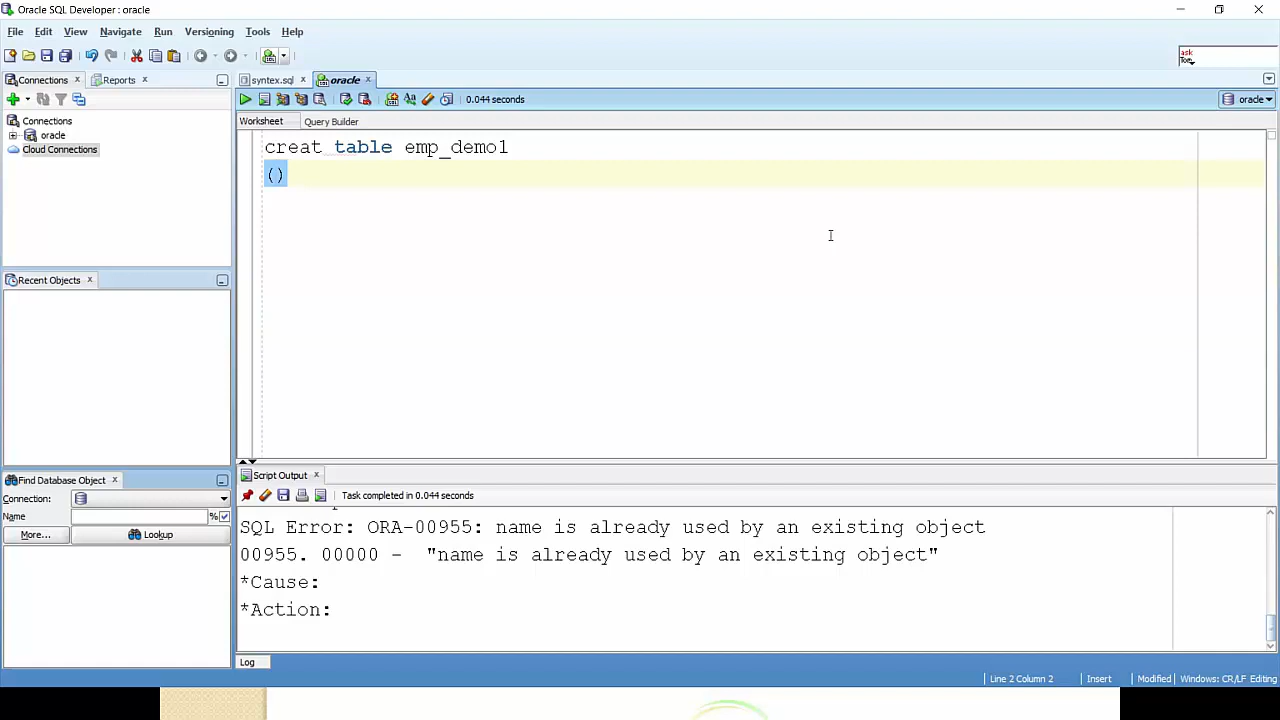 Oracle SQL Developer : oracle
File Edit View Navigate Run Versioning Tools Help
ask
Connections Reports syntex.sql oracle
0.044 seconds oracle
Worksheet Query Builder
Connections
oracle
Cloud Connections
creat table emp_demo1
()
Recent Objects
Find Database Object
Connection:
Name %
More... Lookup
Script Output
Task completed in 0.044 seconds
SQL Error: ORA-00955: name is already used by an existing object
00955. 00000 - "name is already used by an existing object"
*Cause:
*Action:
Log
Line 2 Column 2 Insert Modified Windows: CR/LF Editing